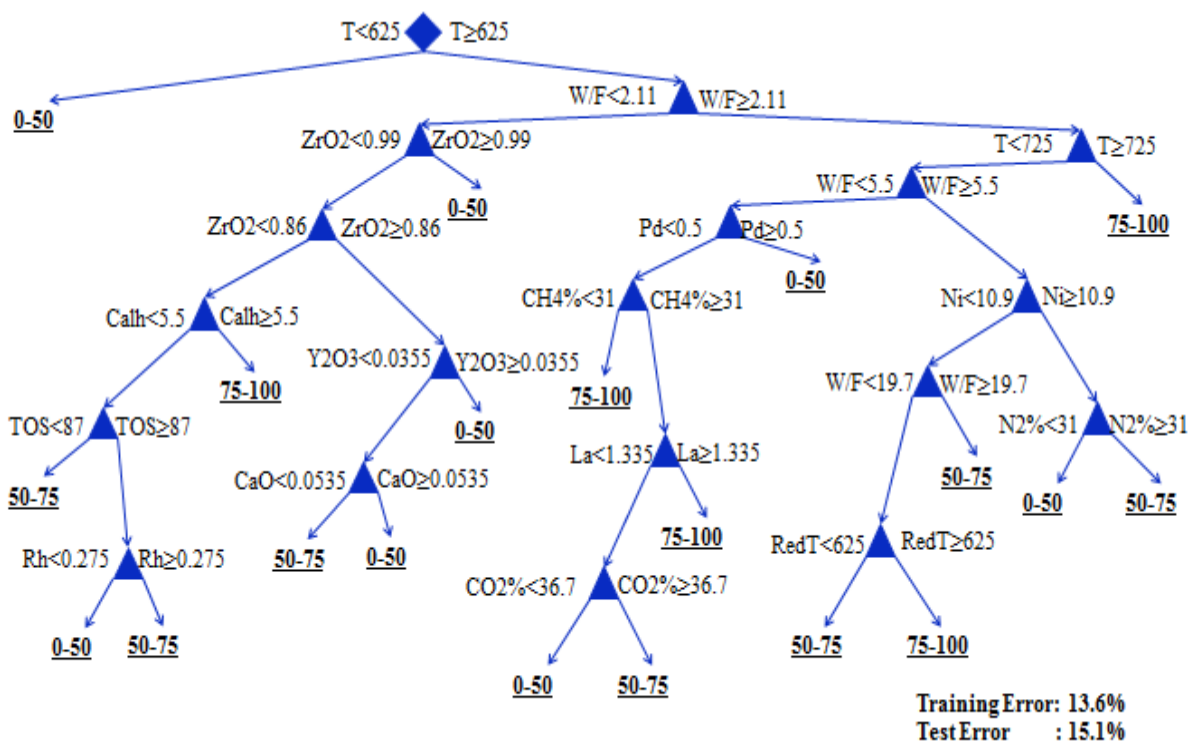 T<625 T≥625
0-50
W/F<2.11 W/F≥2.11
ZrO2<0.99 ZrO2≥0.99
T<725 T≥725
0-50
W/F<5.5 W/F≥5.5
75-100
ZrO2<0.86 ZrO2≥0.86
Pd<0.5 Pd≥0.5
0-50
CH4%<31 CH4%≥31
Ni<10.9 Ni≥10.9
Calh<5.5 Calh≥5.5
Y2O3<0.0355 Y2O3≥0.0355
75-100
75-100
W/F<19.7 W/F≥19.7
TOS<87 TOS≥87
0-50
N2%<31 N2%≥31
La<1.335 La≥1.335
50-75
CaO<0.0535 CaO≥0.0535
50-75
0-50
50-75
50-75
0-50
75-100
RedT<625 RedT≥625
Rh<0.275 Rh≥0.275
CO2%<36.7 CO2%≥36.7
0-50
50-75
50-75
75-100
0-50
50-75
Training Error: 13.6%
Test Error : 15.1%